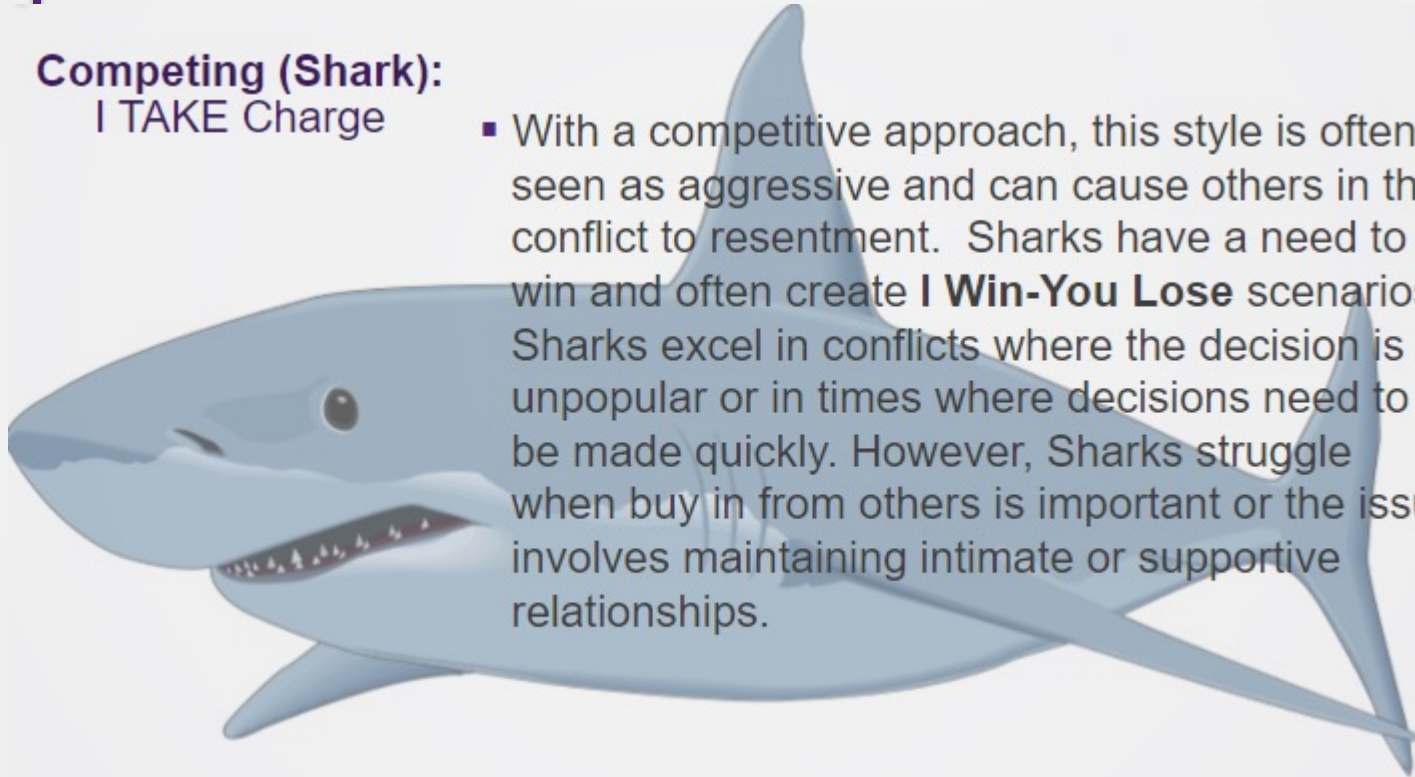 Competing (Shark):
I TAKE Charge
▪ With a competitive approach, this style is often
seen as aggressive and can cause others in th
conflict to resentment.  Sharks have a need to
win and often create I Win-You Lose scenario
Sharks excel in conflicts where the decision is
unpopular or in times where decisions need to
be made quickly. However, Sharks struggle
when buy in from others is important or the issu
involves maintaining intimate or supportive
relationships.